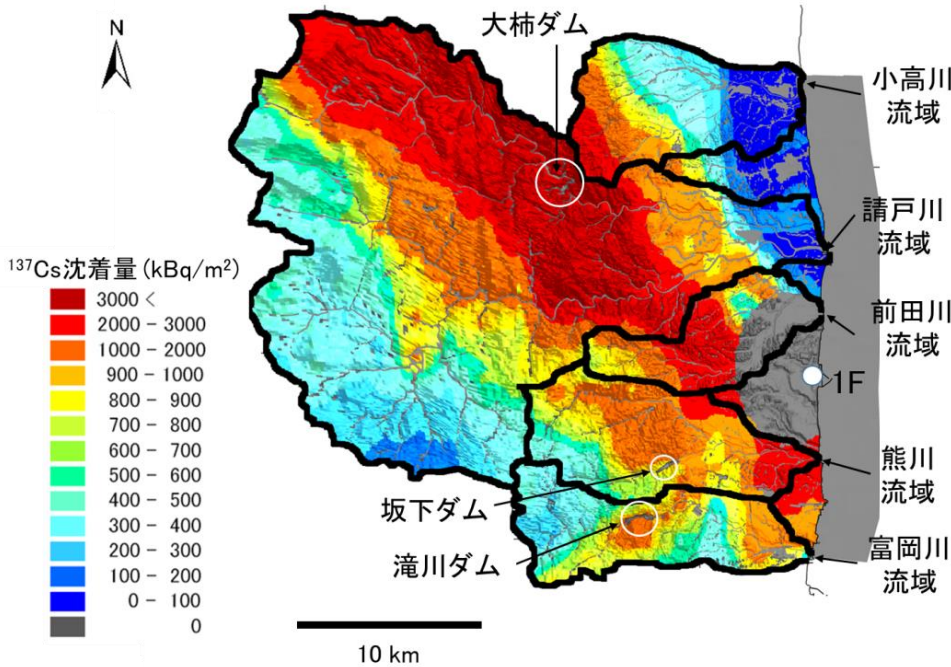 N
大柿ダム
小高川
流域
請戸川
流域
前田川
流域
1F
熊川
流域
富岡川
流域
坂下ダム
滝川ダム
¹³⁷Cs沈着量 (kBq/m²)
3000 <
2000 − 3000
1000 − 2000
900 − 1000
800 − 900
700 − 800
600 − 700
500 − 600
400 − 500
300 − 400
200 − 300
100 − 200
0 − 100
0
10 km